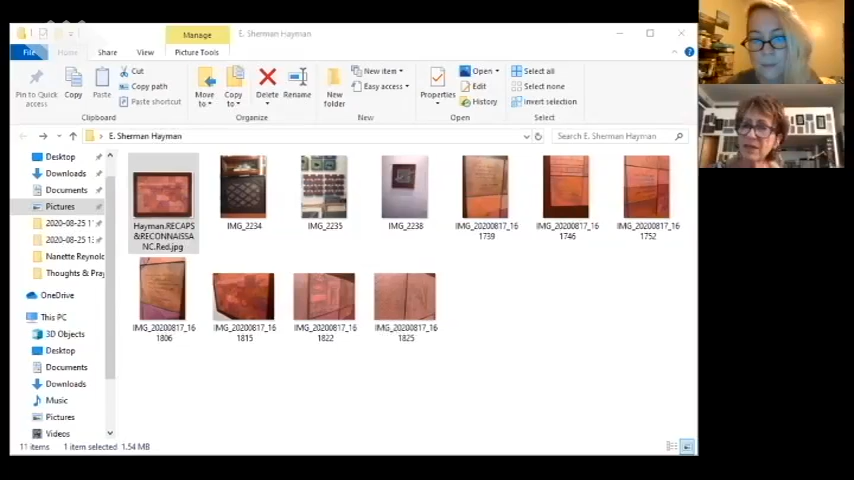 Manage
E. Sherman Hayman
File
Home
Share
View
Picture Tools
Pin to Quick access
Copy
Paste
Cut
Copy path
Paste shortcut
Clipboard
Move to
Copy to
Delete
Rename
Organize
New folder
New item
Easy access
New
Properties
Open
Edit
History
Open
Select all
Select none
Invert selection
Select
E. Sherman Hayman
Search E. Sherman Hayman
Desktop
Downloads
Documents
Pictures
2020-08-25 1
2020-08-25 13
Nanette Reynol
Thoughts & Pra
OneDrive
This PC
3D Objects
Desktop
Documents
Downloads
Music
Pictures
Videos
Hayman.RECAPS
&RECONNAISSA
NC.Red.jpg
IMG_2234
IMG_2235
IMG_2238
IMG_20200817_16
1739
IMG_20200817_16
1746
IMG_20200817_16
1752
IMG_20200817_16
1806
IMG_20200817_16
1815
IMG_20200817_16
1822
IMG_20200817_16
1825
11 items
1 item selected
1.54 MB